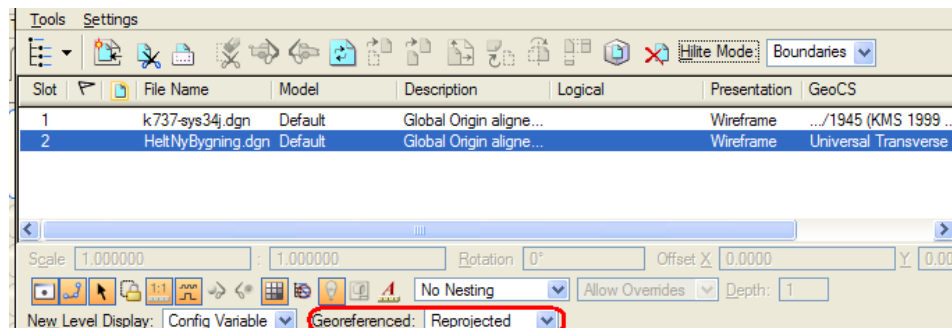 Tools Settings
Hilite Mode: Boundaries
Slot File Name Model Description Logical Presentation GeoCS
1 k737-sys34j.dgn Default Global Origin aligne... Wireframe .../1945 (KMS 1999 ...
2 HeltNyBygning.dgn Default Global Origin aligne... Wireframe Universal Transverse
Scale 1.000000 : 1.000000 Rotation 0° Offset X 0.0000 Y 0.00
1:1 A No Nesting Allow Overrides Depth: 1
New Level Display: Config Variable Georeferenced: Reprojected